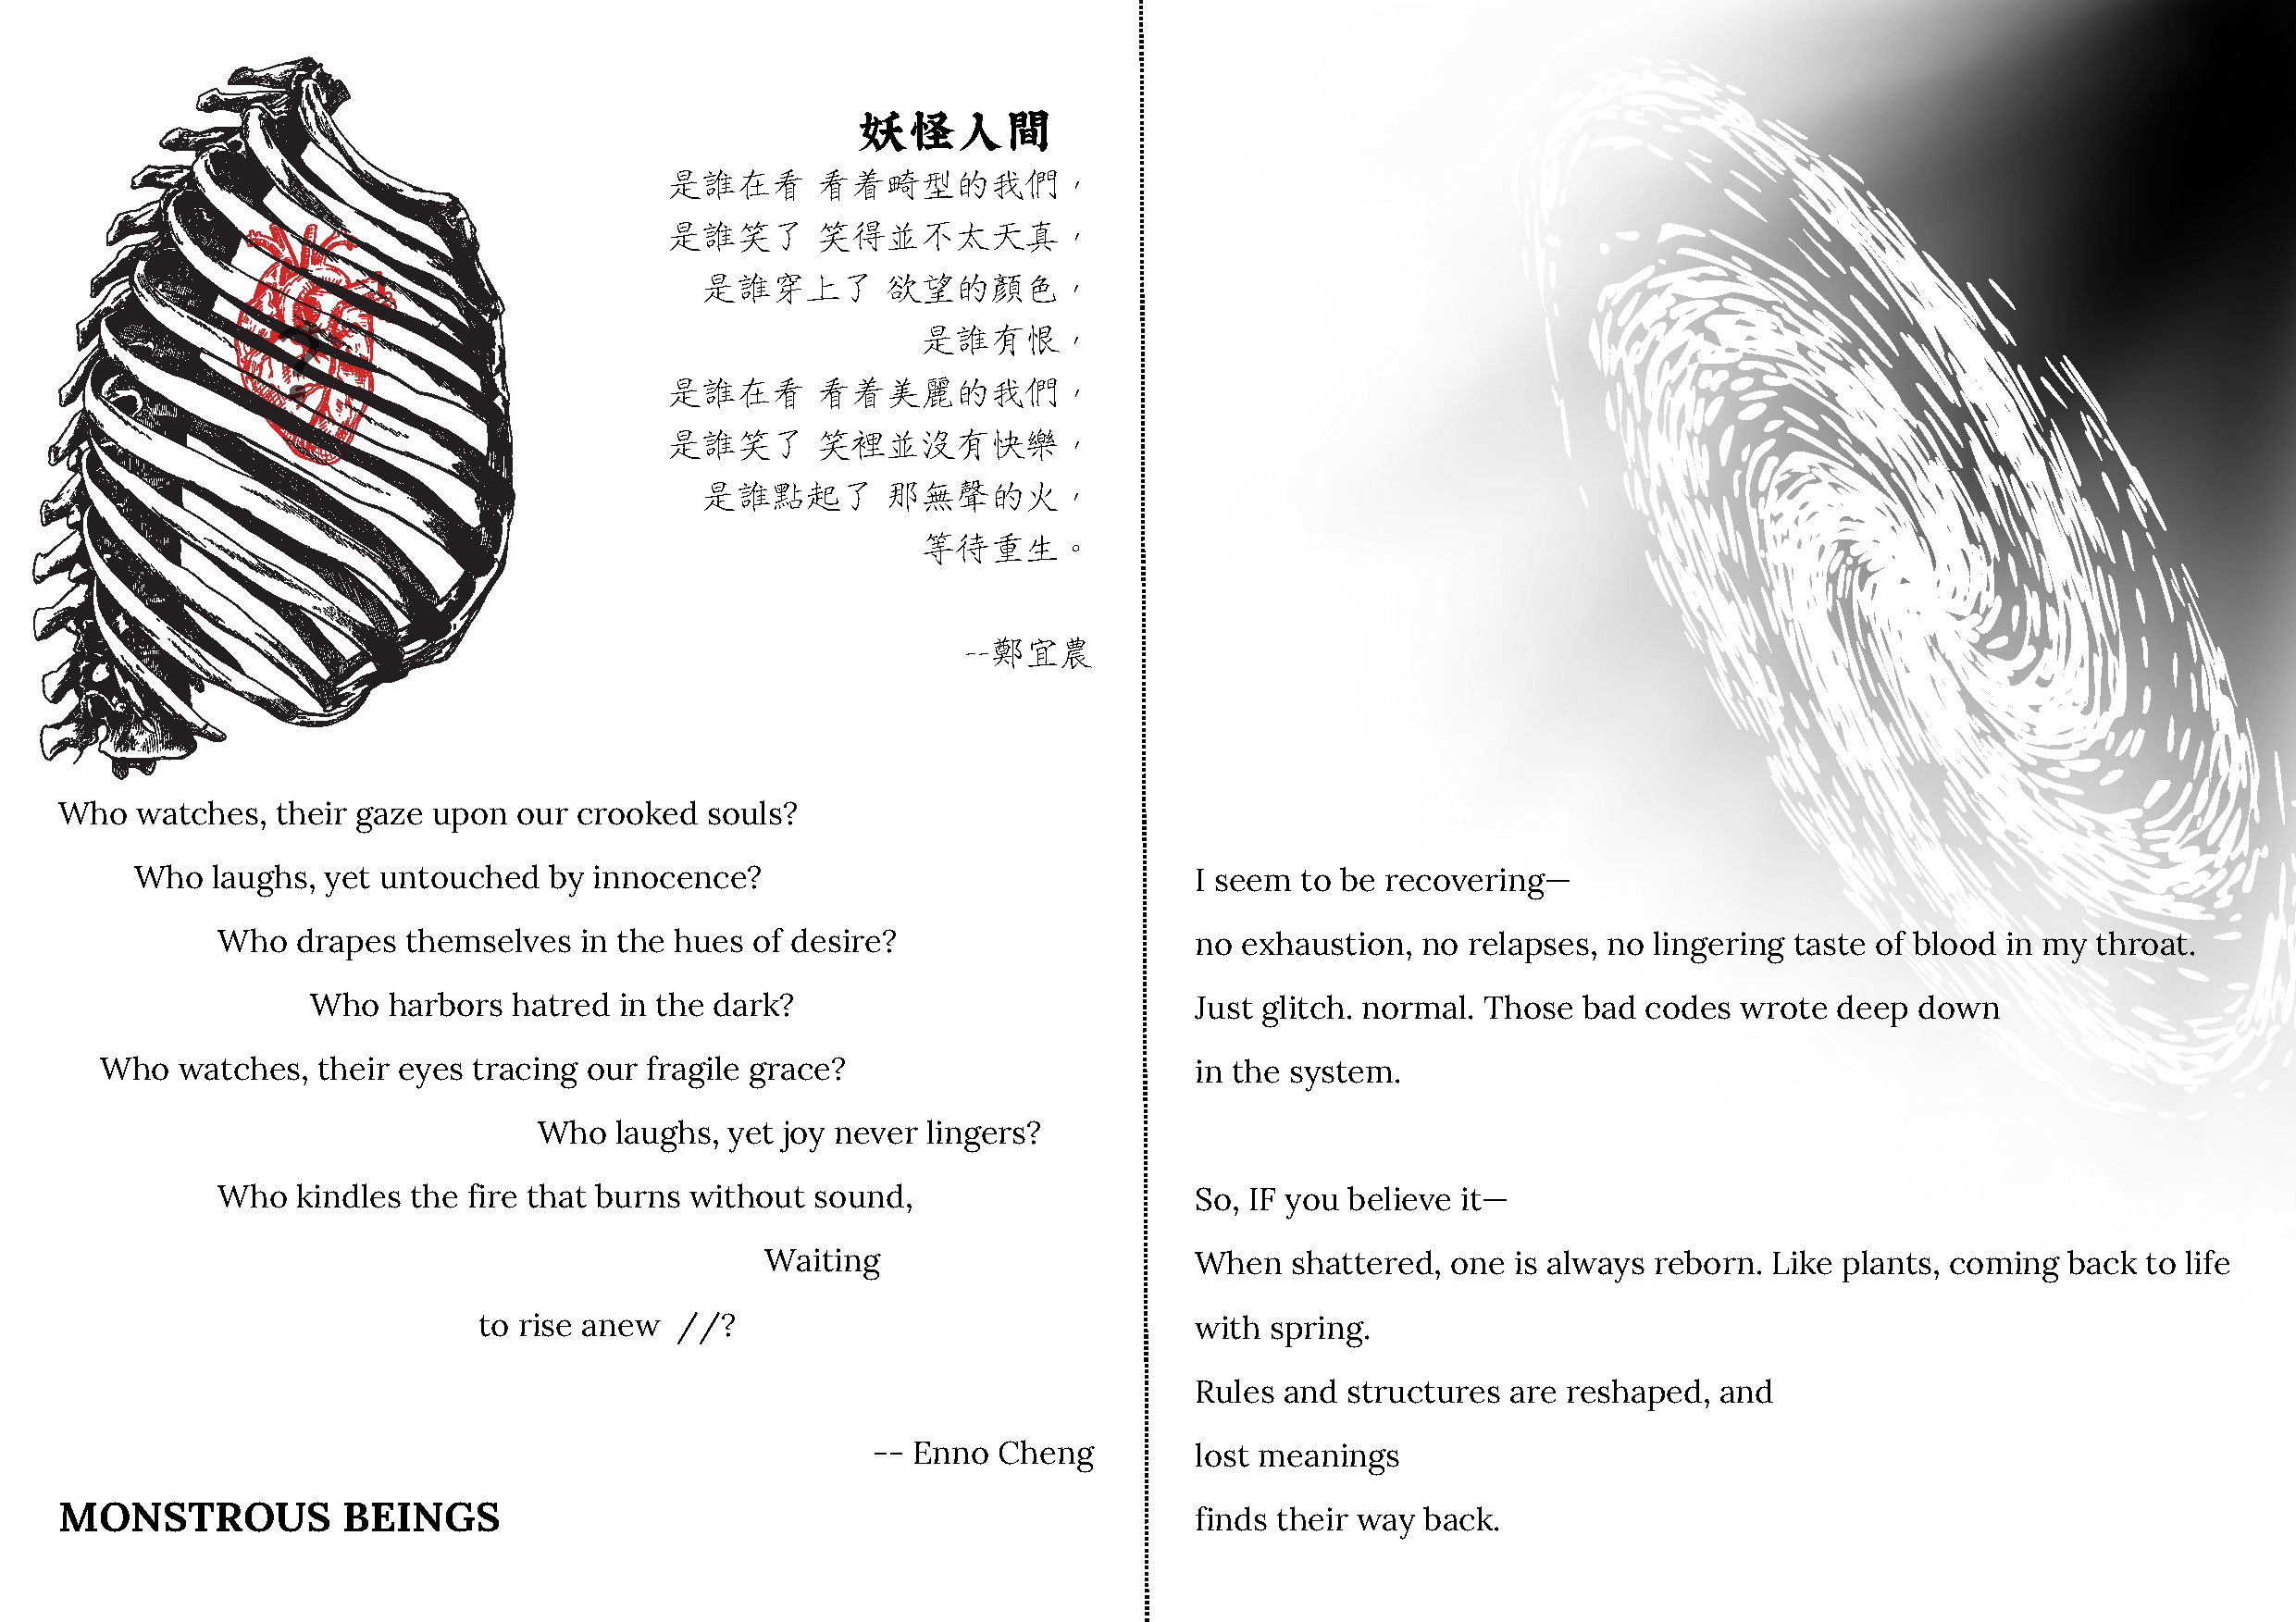 妖怪人間
是誰在看 看着畸型的我們，
是誰笑了 笑得並不太天真，
是誰穿上了 欲望的顏色，
是誰有恨，
是誰在看 看着美麗的我們，
是誰笑了 笑裡並沒有快樂，
是誰點起了 那無聲的火，
等待重生。
--鄭宜農
Who watches, their gaze upon our crooked souls?
Who laughs, yet untouched by innocence?
Who drapes themselves in the hues of desire?
Who harbors hatred in the dark?
Who watches, their eyes tracing our fragile grace?
Who laughs, yet joy never lingers?
Who kindles the fire that burns without sound,
Waiting
to rise anew //?
-- Enno Cheng
MONSTROUS BEINGS
I seem to be recovering—
no exhaustion, no relapses, no lingering taste of blood in my throat.
Just glitch. normal. Those bad codes wrote deep down
in the system.
So, IF you believe it—
When shattered, one is always reborn. Like plants, coming back to life
with spring.
Rules and structures are reshaped, and
lost meanings
finds their way back.